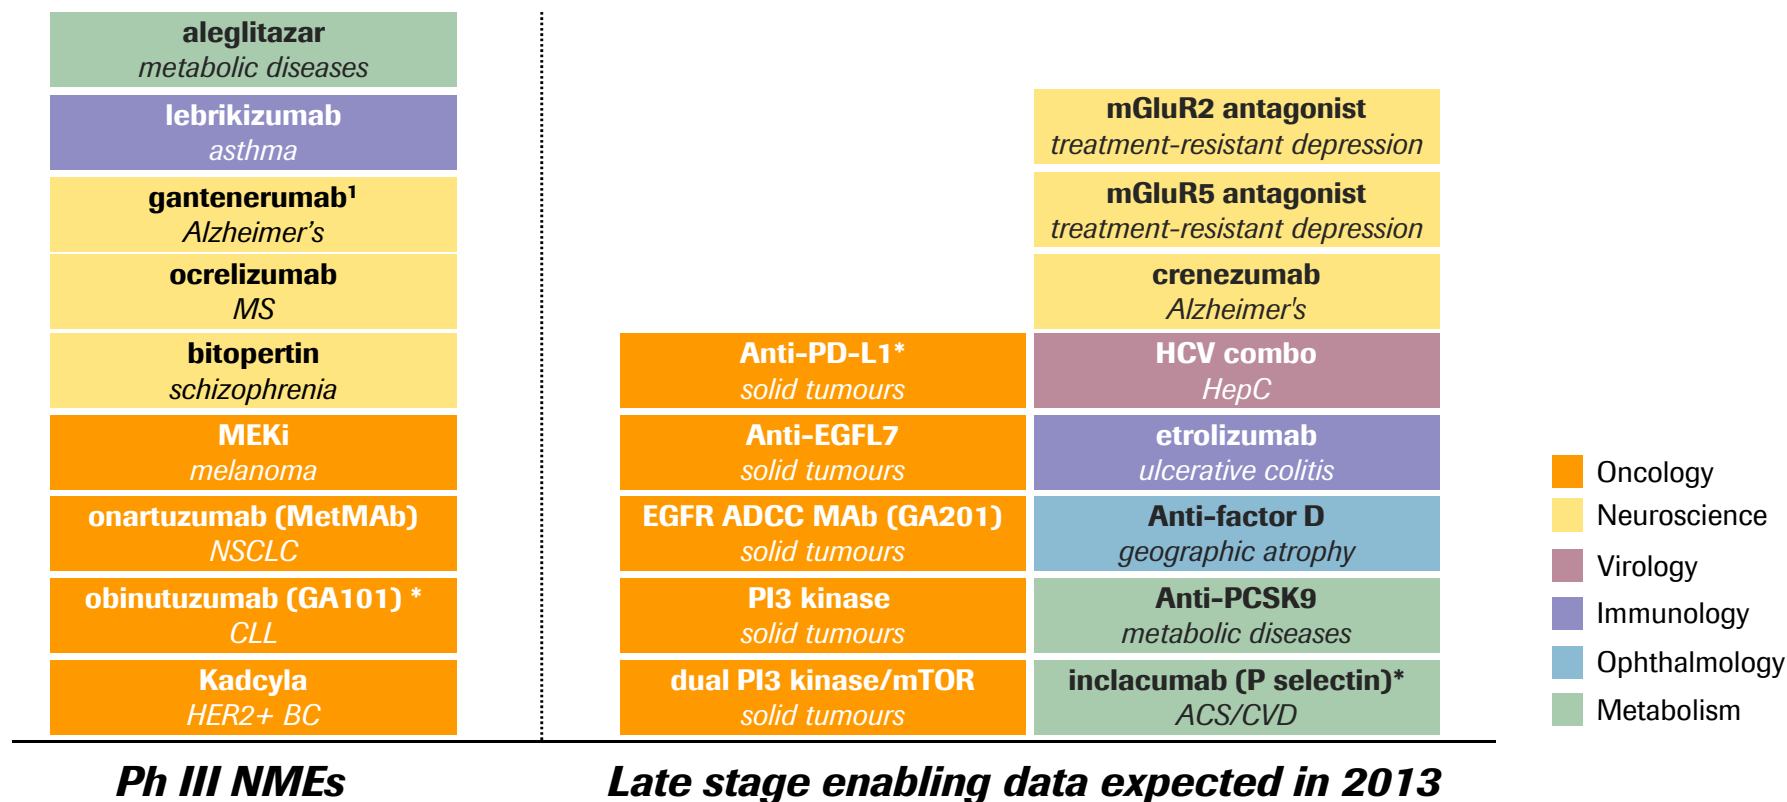 aleglitazar
metabolic diseases
lebrikizumab
asthma
gantenerumab¹
Alzheimer’s
ocrelizumab
MS
bitopertin
schizophrenia
MEKi
melanoma
onartuzumab (MetMAb)
NSCLC
obinutuzumab (GA101) *
CLL
Kadcyla
HER2+ BC
Ph III NMEs
Anti-PD-L1*
solid tumours
Anti-EGFL7
solid tumours
EGFR ADCC MAb (GA201)
solid tumours
PI3 kinase
solid tumours
dual PI3 kinase/mTOR
solid tumours
mGluR2 antagonist
treatment-resistant depression
mGluR5 antagonist
treatment-resistant depression
crenezumab
Alzheimer's
HCV combo
HepC
etrolizumab
ulcerative colitis
Anti-factor D
geographic atrophy
Anti-PCSK9
metabolic diseases
inclacumab (P selectin)*
ACS/CVD
Late stage enabling data expected in 2013
Oncology
Neuroscience
Virology
Immunology
Ophthalmology
Metabolism